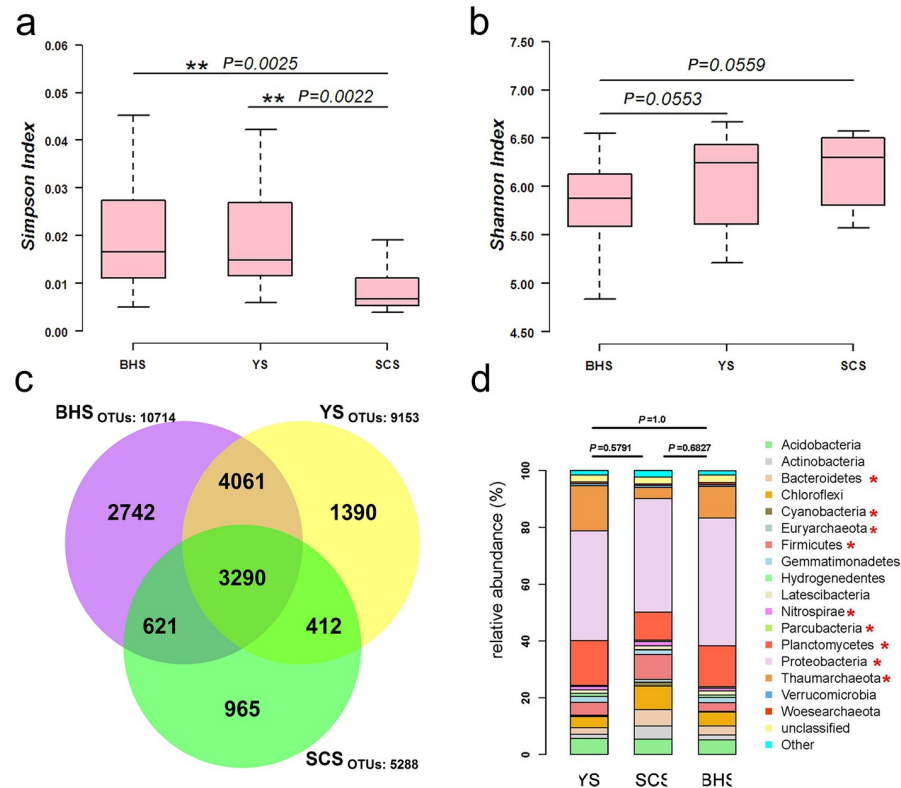 a
Simpson Index
0.06
0.05
0.04
0.03
0.02
0.01
0.00
** P=0.0025
** P=0.0022
BHS YS SCS
b
Shannon Index
7.50
7.00
6.50
6.00
5.50
5.00
4.50
P=0.0559
P=0.0553
BHS YS SCS
c
BHS OTUs: 10714
YS OTUs: 9153
2742
4061
1390
3290
621
412
965
SCS OTUs: 5288
d
relative abundance (%)
100
80
60
40
20
0
P=1.0
P=0.5791
P=0.6827
YS SCS BHS
Acidobacteria
Actinobacteria
Bacteroidetes *
Chloroflexi
Cyanobacteria *
Euryarchaeota *
Firmicutes *
Gemmatimonadetes
Hydrogenedentes
Latescibacteria
Nitrospirae *
Parcubacteria *
Planctomycetes *
Proteobacteria *
Thaumarchaeota *
Verrucomicrobia
Woesearchaeota
unclassified
Other